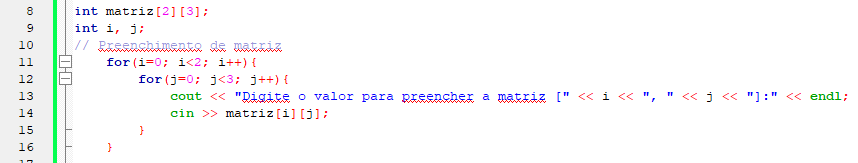 8 int matriz[2][3];
9 int i, j;
10 // Preenchimento de matriz
11 for(i=0; i<2; i++){
12 for(j=0; j<3; j++){
13 cout << "Digite o valor para preencher a matriz [" << i << ", " << j << "]:" << endl;
14 cin >> matriz[i][j];
15 }
16 }